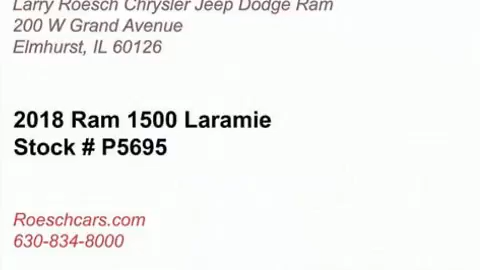 Larry Roesch Chrysler Jeep Dodge Ram
200 W Grand Avenue
Elmhurst, IL 60126
2018 Ram 1500 Laramie
Stock # P5695
Roeschcars.com
630-834-8000